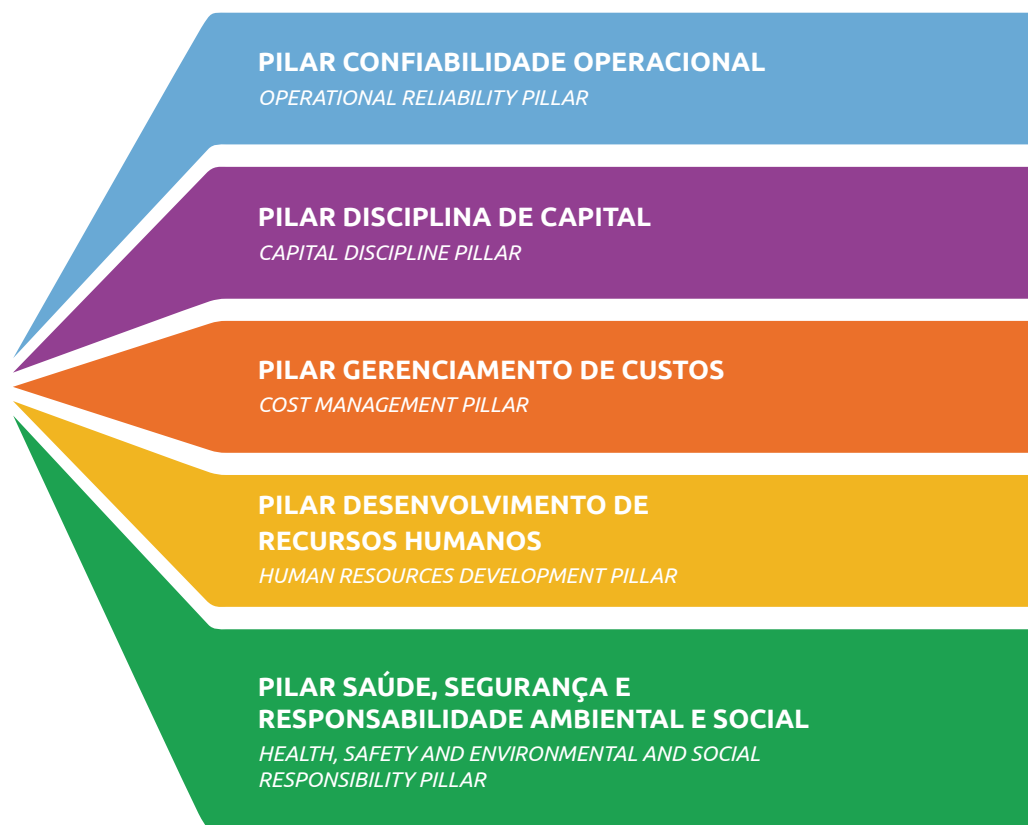 PILAR CONFIABILIDADE OPERACIONAL
OPERATIONAL RELIABILITY PILLAR
PILAR DISCIPLINA DE CAPITAL
CAPITAL DISCIPLINE PILLAR
PILAR GERENCIAMENTO DE CUSTOS
COST MANAGEMENT PILLAR
PILAR DESENVOLVIMENTO DE
RECURSOS HUMANOS
HUMAN RESOURCES DEVELOPMENT PILLAR
PILAR SAÚDE, SEGURANÇA E
RESPONSABILIDADE AMBIENTAL E SOCIAL
HEALTH, SAFETY AND ENVIRONMENTAL AND SOCIAL
RESPONSIBILITY PILLAR